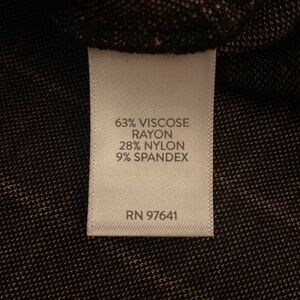 63% VISCOSE
RAYON
28% NYLON
9% SPANDEX
RN 97641